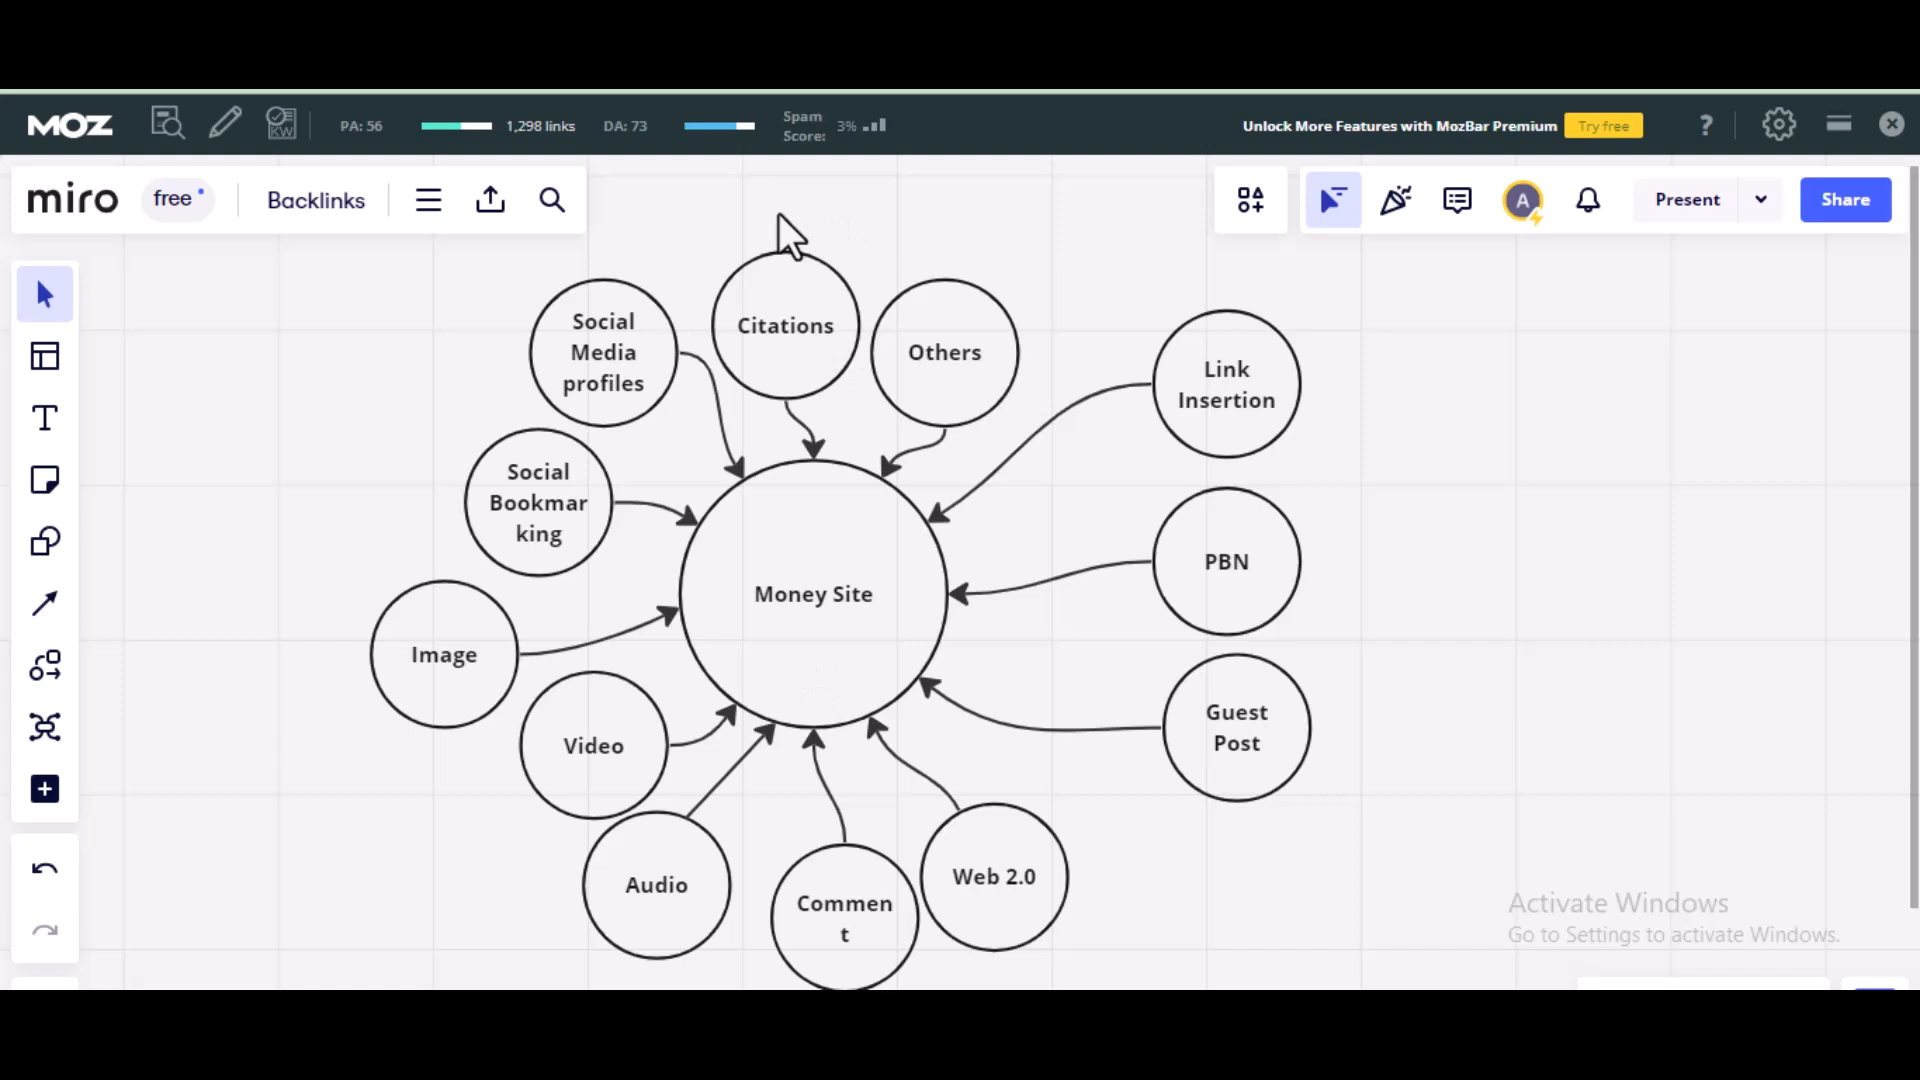 MOZ
KW
PA: 56
1,298 links
DA: 73
Spam
Score:
3%
Unlock More Features with MozBar Premium
Try free
?
miro
free
Backlinks
A
Present
Share
Social
Media
profiles
Citations
Others
Link
Insertion
Social
Bookmar
king
PBN
Money Site
Image
Guest
Post
Video
Audio
Commen
t
Web 2.0
Activate Windows
Go to Settings to activate Windows.